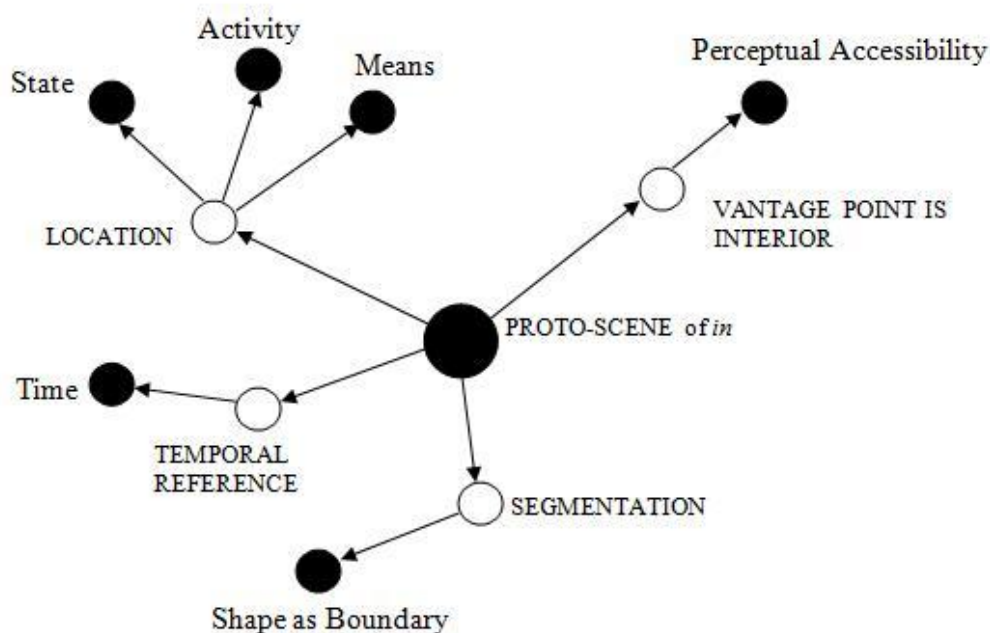 Activity
Perceptual Accessibility
Means
State
VANTAGE POINT IS
INTERIOR
LOCATION
PROTO-SCENE of in
Time
TEMPORAL
REFERENCE
SEGMENTATION
Shape as Boundary